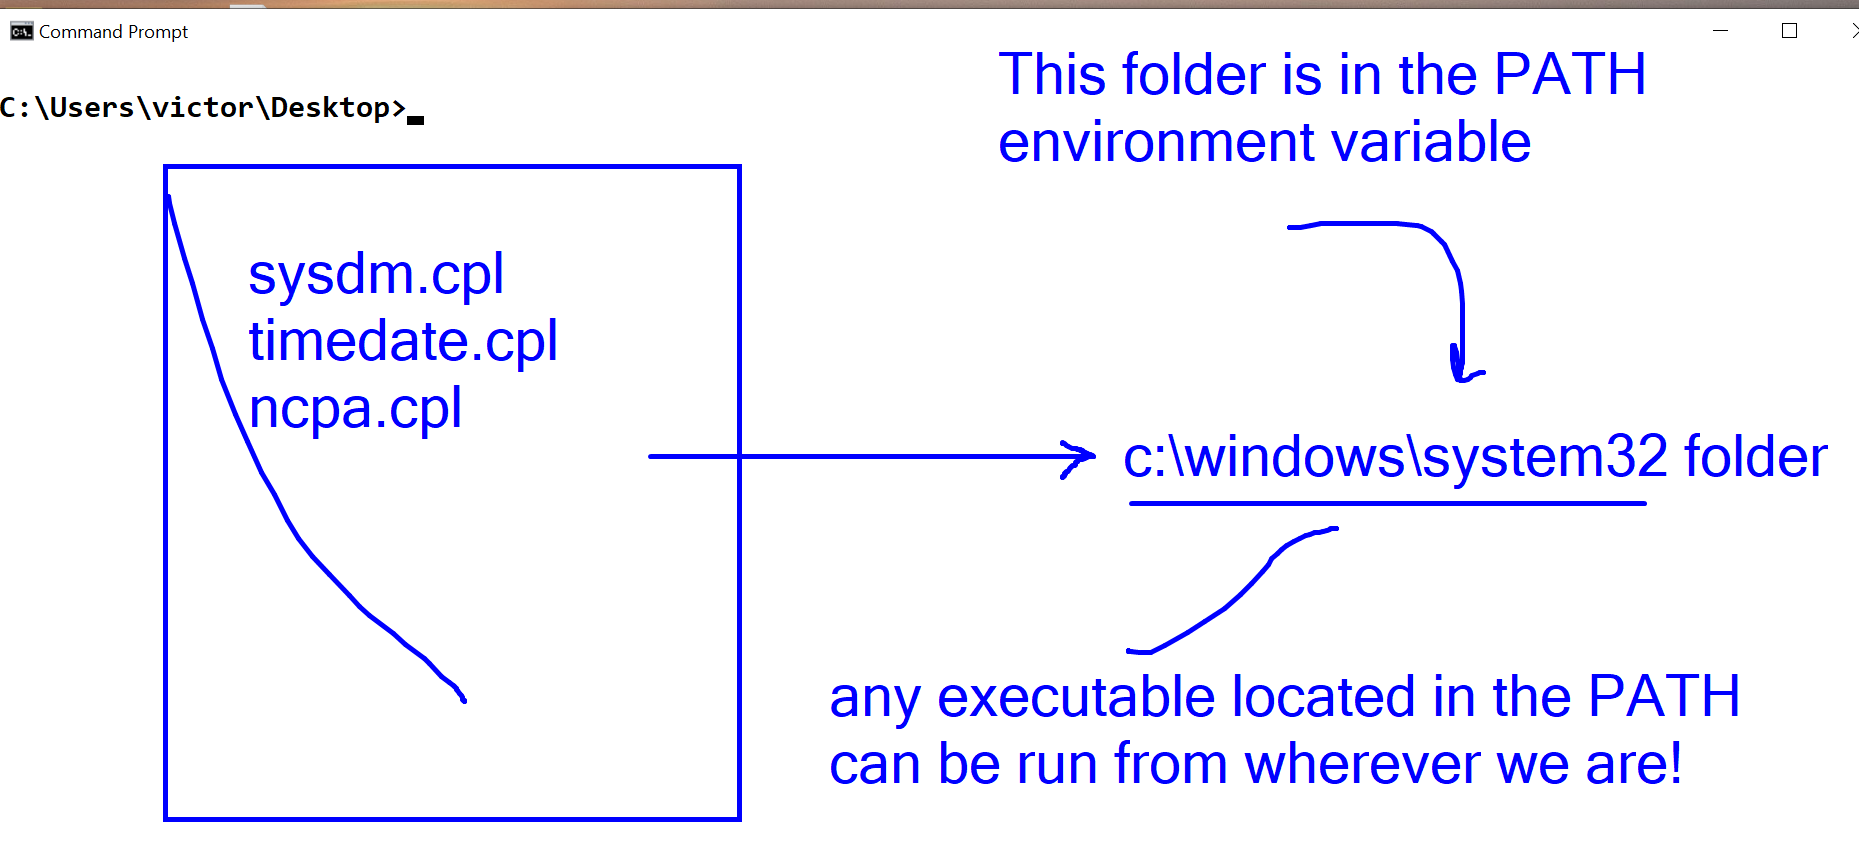 Command Prompt
C:\Users\victor\Desktop>
This folder is in the PATH
environment variable
sysdm.cpl
timedate.cpl
ncpa.cpl
c:\windows\system32 folder
any executable located in the PATH
can be run from wherever we are!